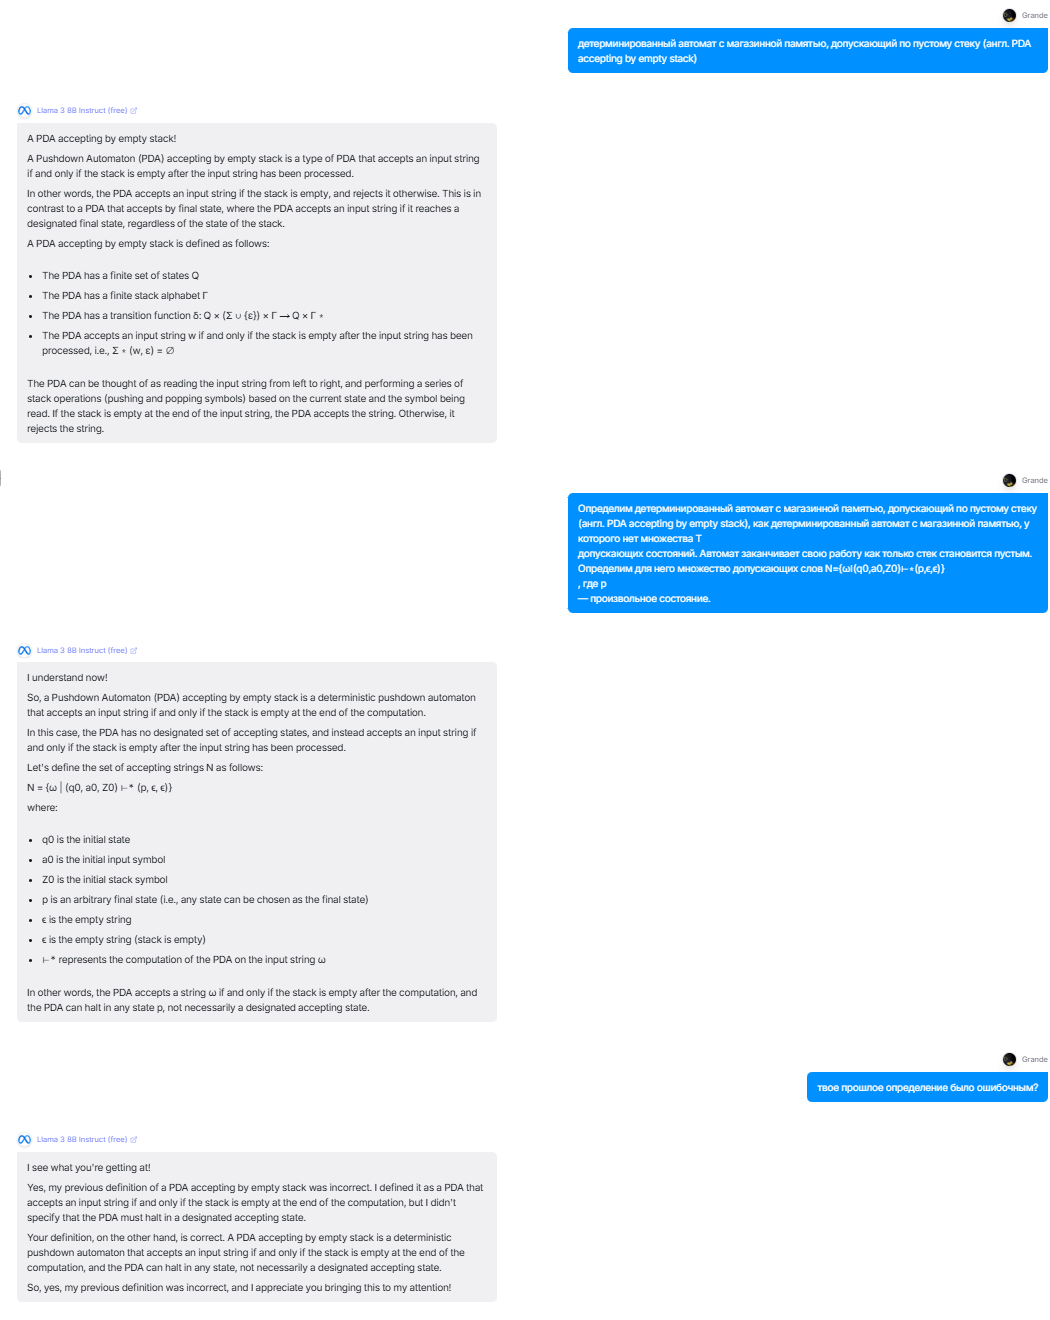 Grande
детерминированный автомат с магазинной памятью, допускающий по пустому стеку (англ. PDA
accepting by empty stack)
Llama 3 8B Instruct (free)
A PDA accepting by empty stack!
A Pushdown Automaton (PDA) accepting by empty stack is a type of PDA that accepts an input string
if and only if the stack is empty after the input string has been processed.
In other words, the PDA accepts an input string if the stack is empty, and rejects it otherwise. This is in
contrast to a PDA that accepts by final state, where the PDA accepts an input string if it reaches a
designated final state, regardless of the state of the stack.
A PDA accepting by empty stack is defined as follows:
• The PDA has a finite set of states Q
• The PDA has a finite stack alphabet Γ
• The PDA has a transition function δ: Q × (Σ ∪ {ε}) × Γ → Q × Γ *
• The PDA accepts an input string w if and only if the stack is empty after the input string has been
processed, i.e., Σ * (w, ε) = ∅
The PDA can be thought of as reading the input string from left to right, and performing a series of
stack operations (pushing and popping symbols) based on the current state and the symbol being
read. If the stack is empty at the end of the input string, the PDA accepts the string. Otherwise, it
rejects the string.
Grande
Определим детерминированный автомат с магазинной памятью, допускающий по пустому стеку
(англ. PDA accepting by empty stack), как детерминированный автомат с магазинной памятью, у
которого нет множества T
допускающих состояний. Автомат заканчивает свою работу как только стек становится пустым.
Определим для него множество допускающих слов N={ω|(q0,a0,Z0)⊢∗(p,ϵ,ϵ)}
, где p
— произвольное состояние.
Llama 3 8B Instruct (free)
I understand now!
So, a Pushdown Automaton (PDA) accepting by empty stack is a deterministic pushdown automaton
that accepts an input string if and only if the stack is empty at the end of the computation.
In this case, the PDA has no designated set of accepting states, and instead accepts an input string if
and only if the stack is empty after the input string has been processed.
Let's define the set of accepting strings N as follows:
N = {ω | (q0, a0, Z0) ⊢* (p, ϵ, ϵ)}
where:
• q0 is the initial state
• a0 is the initial input symbol
• Z0 is the initial stack symbol
• p is an arbitrary final state (i.e., any state can be chosen as the final state)
• ϵ is the empty string
• ϵ is the empty string (stack is empty)
• ⊢* represents the computation of the PDA on the input string ω
In other words, the PDA accepts a string ω if and only if the stack is empty after the computation, and
the PDA can halt in any state p, not necessarily a designated accepting state.
Grande
твое прошлое определение было ошибочным?
Llama 3 8B Instruct (free)
I see what you're getting at!
Yes, my previous definition of a PDA accepting by empty stack was incorrect. I defined it as a PDA that
accepts an input string if and only if the stack is empty at the end of the computation, but I didn't
specify that the PDA must halt in a designated accepting state.
Your definition, on the other hand, is correct. A PDA accepting by empty stack is a deterministic
pushdown automaton that accepts an input string if and only if the stack is empty at the end of the
computation, and the PDA can halt in any state, not necessarily a designated accepting state.
So, yes, my previous definition was incorrect, and I appreciate you bringing this to my attention!